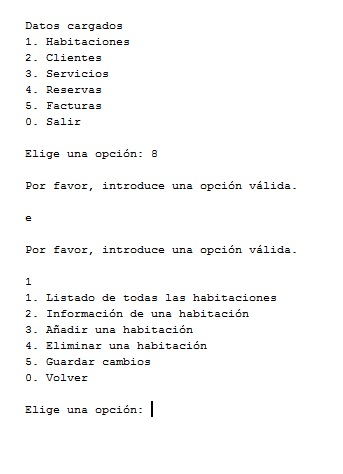 Datos cargados
1. Habitaciones
2. Clientes
3. Servicios
4. Reservas
5. Facturas
0. Salir
Elige una opción: 8
Por favor, introduce una opción válida.
e
Por favor, introduce una opción válida.
1
1. Listado de todas las habitaciones
2. Información de una habitación
3. Añadir una habitación
4. Eliminar una habitación
5. Guardar cambios
0. Volver
Elige una opción: